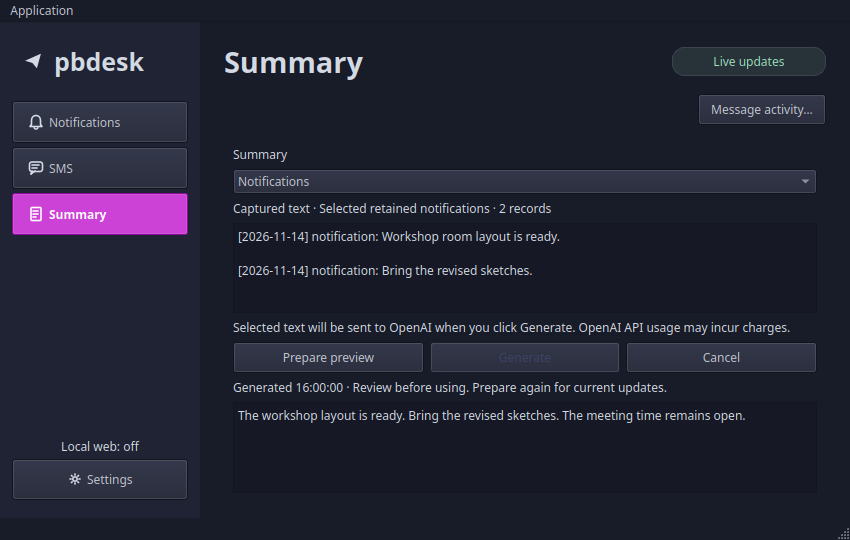 Application
pbdesk
Summary
Live updates
Message activity...
Notifications
SMS
Summary
Summary
Notifications
Captured text · Selected retained notifications · 2 records
[2026-11-14] notification: Workshop room layout is ready.
[2026-11-14] notification: Bring the revised sketches.
Selected text will be sent to OpenAI when you click Generate. OpenAI API usage may incur charges.
Prepare preview
Generate
Cancel
Generated 16:00:00 · Review before using. Prepare again for current updates.
The workshop layout is ready. Bring the revised sketches. The meeting time remains open.
Local web: off
Settings